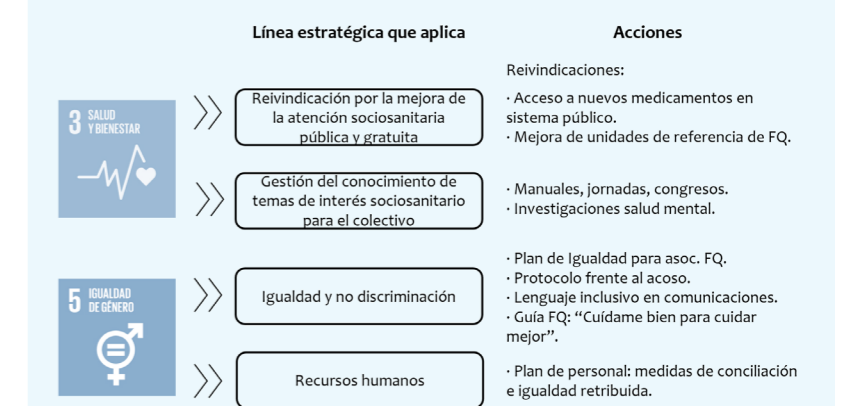 Línea estratégica que aplica
Acciones
3 SALUD
Y BIENESTAR
Reivindicación por la mejora de
la atención sociosanitaria
pública y gratuita
Reivindicaciones:
· Acceso a nuevos medicamentos en
sistema público.
· Mejora de unidades de referencia de FQ.
Gestión del conocimiento de
temas de interés sociosanitario
para el colectivo
· Manuales, jornadas, congresos.
· Investigaciones salud mental.
5 IGUALDAD
DE GÉNERO
Igualdad y no discriminación
· Plan de Igualdad para asoc. FQ.
· Protocolo frente al acoso.
· Lenguaje inclusivo en comunicaciones.
· Guía FQ: “Cuídame bien para cuidar
mejor”.
Recursos humanos
· Plan de personal: medidas de conciliación
e igualdad retribuida.